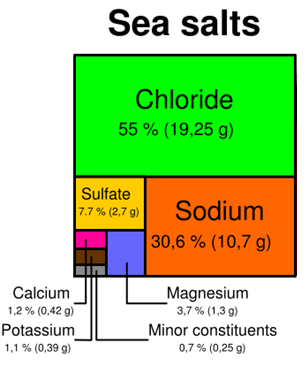 Sea salts
Chloride
55 % (19,25 g)
Sulfate
7.7 % (2,7 g)
Sodium
30,6 % (10,7 g)
Calcium
1,2 % (0,42 g)
Magnesium
3,7 % (1,3 g)
Potassium
1,1 % (0,39 g)
Minor constituents
0,7 % (0,25 g)